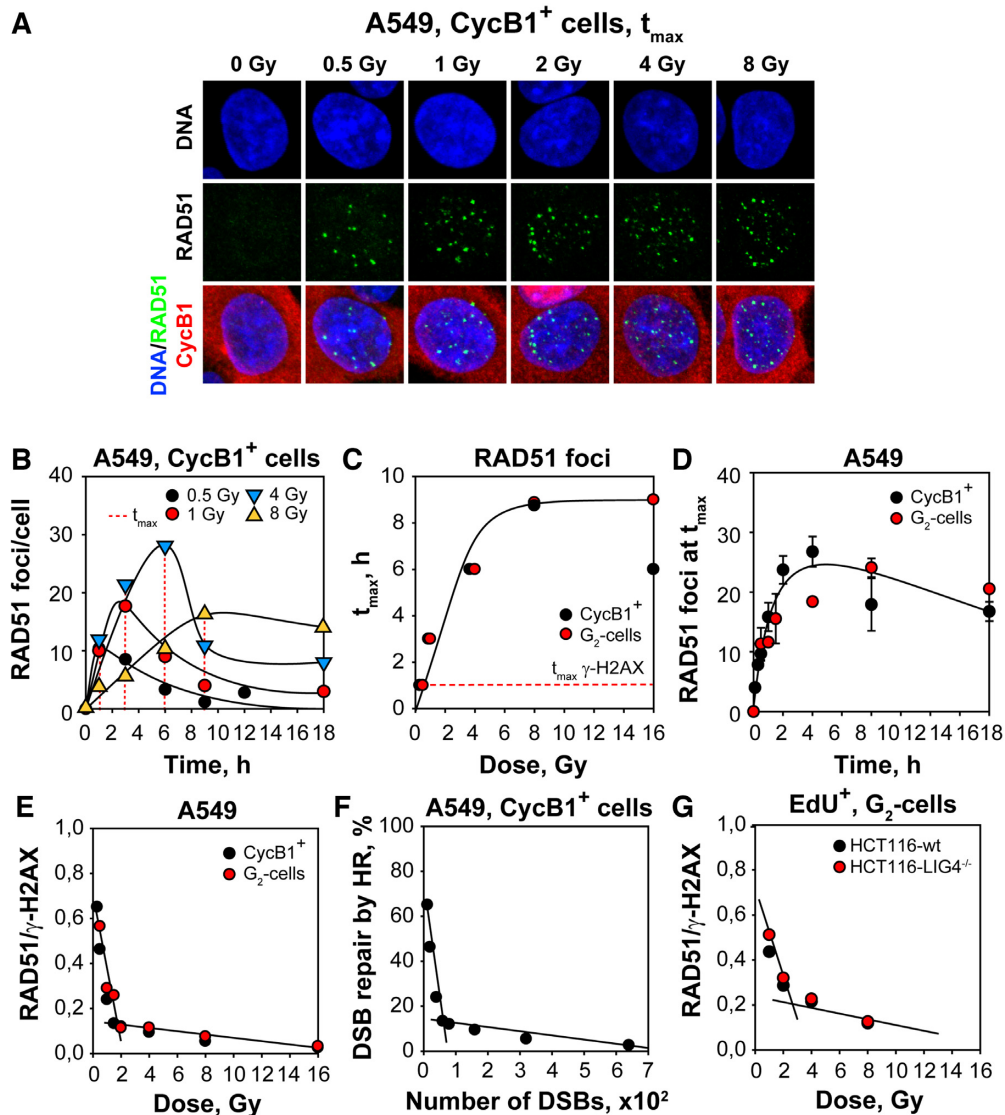 A
A549, CycB1⁺ cells, tmax
0 Gy 0.5 Gy 1 Gy 2 Gy 4 Gy 8 Gy
DNA
RAD51
DNA/RAD51
CycB1
B
A549, CycB1⁺ cells
RAD51 foci/cell
40
30
20
10
0
0.5 Gy
1 Gy
4 Gy
8 Gy
tmax
0 2 4 6 8 10 12 14 16 18
Time, h
C
RAD51 foci
tmax, h
10
8
6
4
2
0
CycB1⁺
G₂-cells
tmax γ-H2AX
0 2 4 6 8 10 12 14 16
Dose, Gy
D
A549
RAD51 foci at tmax
40
30
20
10
0
CycB1⁺
G₂-cells
0 2 4 6 8 10 12 14 16 18
Time, h
E
A549
RAD51/γ-H2AX
1,0
0,8
0,6
0,4
0,2
0,0
CycB1⁺
G₂-cells
0 2 4 6 8 10 12 14 16
Dose, Gy
F
A549, CycB1⁺ cells
DSB repair by HR, %
100
80
60
40
20
0
0 1 2 3 4 5 6 7
Number of DSBs, x10²
G
EdU⁺, G₂-cells
RAD51/γ-H2AX
1,0
0,8
0,6
0,4
0,2
0,0
HCT116-wt
HCT116-LIG4⁻/⁻
0 2 4 6 8 10 12 14 16
Dose, Gy